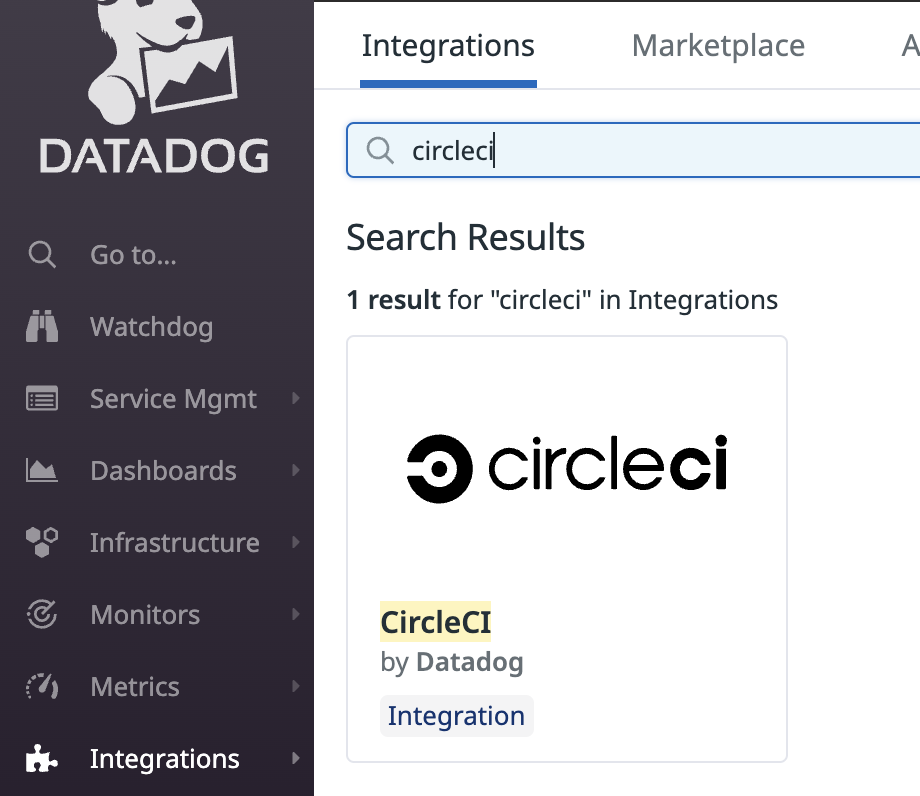 DATADOG
Go to...
Watchdog
Service Mgmt
Dashboards
Infrastructure
Monitors
Metrics
Integrations
Integrations
Marketplace
A
circleci
Search Results
1 result for "circleci" in Integrations
circleci
CircleCI
by Datadog
Integration